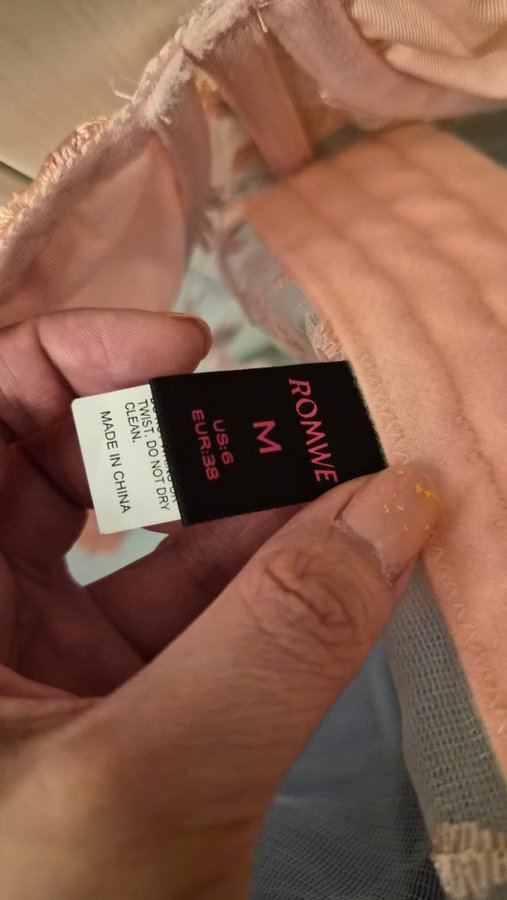 ROMWE
M
US:6
EUR:38
TWIST. DO NOT DRY
CLEAN.
MADE IN CHINA